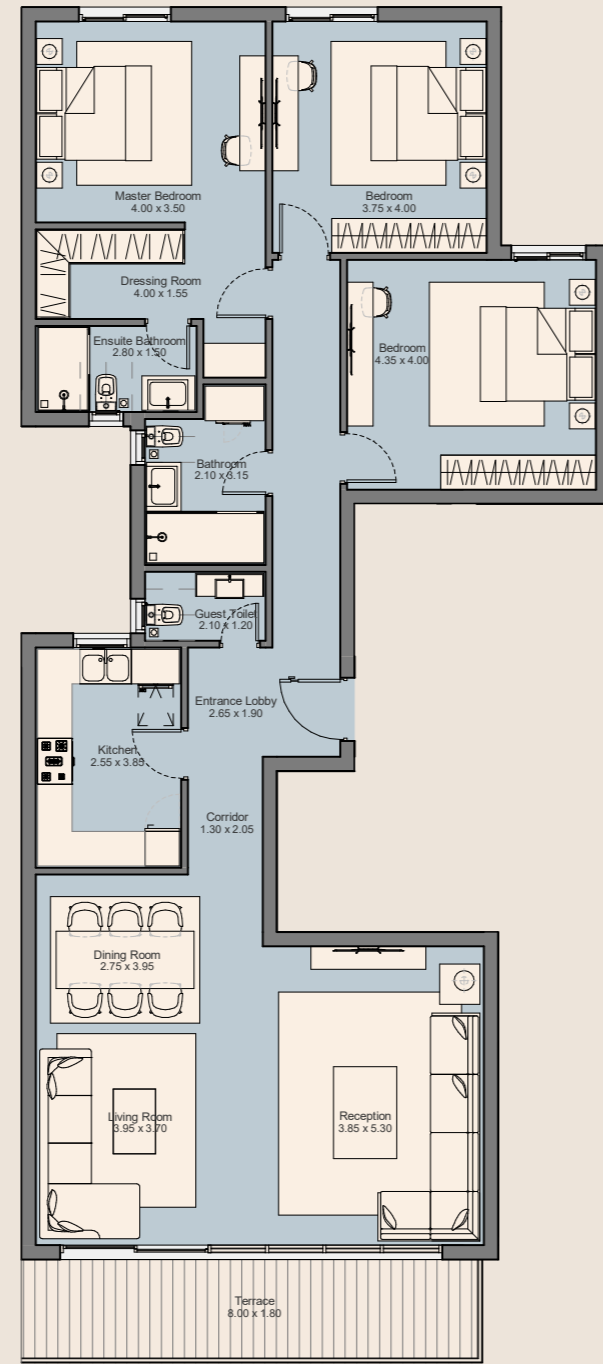 Master Bedroom
4.00 x 3.50
Bedroom
3.75 x 4.00
Dressing Room
4.00 x 1.55
Ensuite Bathroom
2.80 x 1.50
Bedroom
4.35 x 4.00
Bathroom
2.10 x 3.15
Guest Toilet
2.10 x 1.20
Entrance Lobby
2.65 x 1.90
Kitchen
2.55 x 3.85
Corridor
1.30 x 2.05
Dining Room
2.75 x 3.95
Living Room
3.95 x 3.70
Reception
3.85 x 5.30
Terrace
8.00 x 1.80